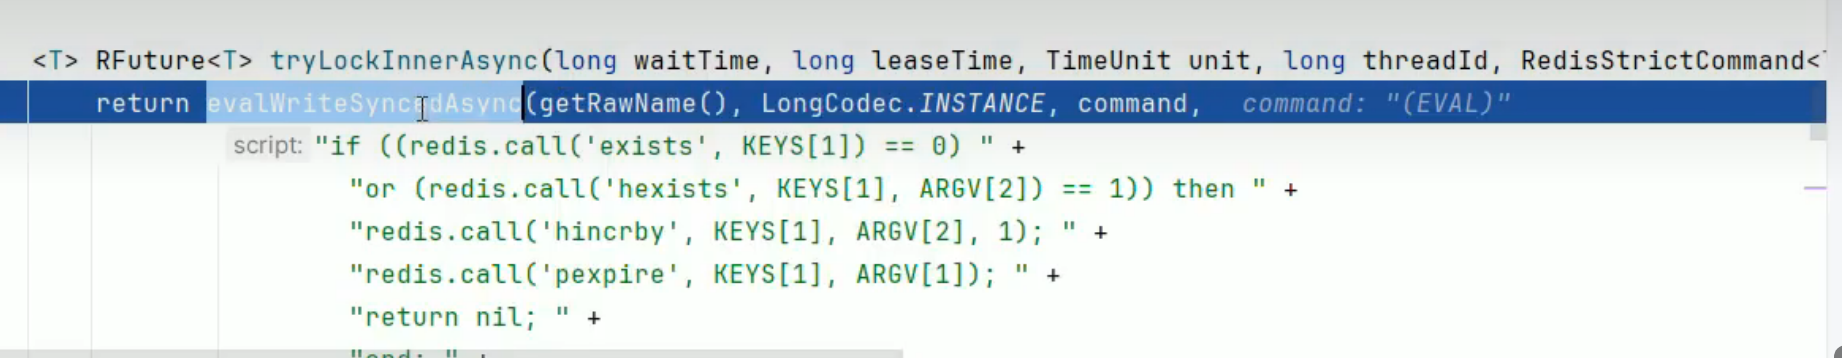 <T> RFuture<T> tryLockInnerAsync(long waitTime, long leaseTime, TimeUnit unit, long threadId, RedisStrictCommand<
return evalWriteSyncedAsync(getRawName(), LongCodec.INSTANCE, command, command: "(EVAL)"
script: "if ((redis.call('exists', KEYS[1]) == 0) " +
"or (redis.call('hexists', KEYS[1], ARGV[2]) == 1)) then " +
"redis.call('hincrby', KEYS[1], ARGV[2], 1); " +
"redis.call('pexpire', KEYS[1], ARGV[1]); " +
"return nil; " +
"end; " +